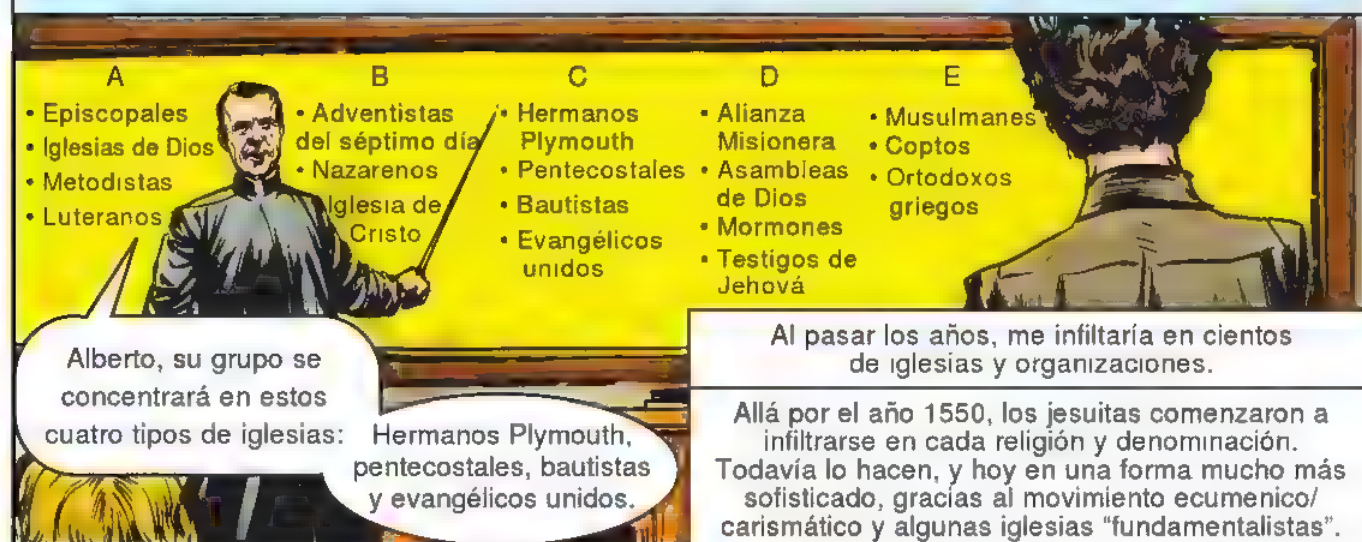 A
• Episcopales
• Iglesias de Dios
• Metodistas
• Luteranos
B
• Adventistas
del séptimo día
• Nazarenos
Iglesia de
Cristo
C
• Hermanos
Plymouth
• Pentecostales
• Bautistas
• Evangélicos
unidos
D
• Alianza
Misionera
• Asambleas
de Dios
• Mormones
• Testigos de
Jehová
E
• Musulmanes
• Coptos
• Ortodoxos
griegos
Alberto, su grupo se
concentrará en estos
cuatro tipos de iglesias:
Hermanos Plymouth,
pentecostales, bautistas
y evangélicos unidos.
Al pasar los años, me infiltraría en cientos
de iglesias y organizaciones.
Allá por el año 1550, los jesuitas comenzaron a
infiltrarse en cada religión y denominación.
Todavía lo hacen, y hoy en una forma mucho más
sofisticado, gracias al movimiento ecumenico/
carismático y algunas iglesias “fundamentalistas”.